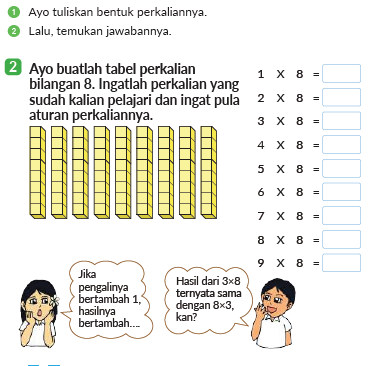 1 Ayo tuliskan bentuk perkaliannya.
2 Lalu, temukan jawabannya.
2 Ayo buatlah tabel perkalian
bilangan 8. Ingatlah perkalian yang
sudah kalian pelajari dan ingat pula
aturan perkaliannya.
1 X 8 =
2 X 8 =
3 X 8 =
4 X 8 =
5 X 8 =
6 X 8 =
7 X 8 =
8 X 8 =
9 X 8 =
Jika
pengalinya
bertambah 1,
hasilnya
bertambah....
Hasil dari 3×8
ternyata sama
dengan 8×3,
kan?